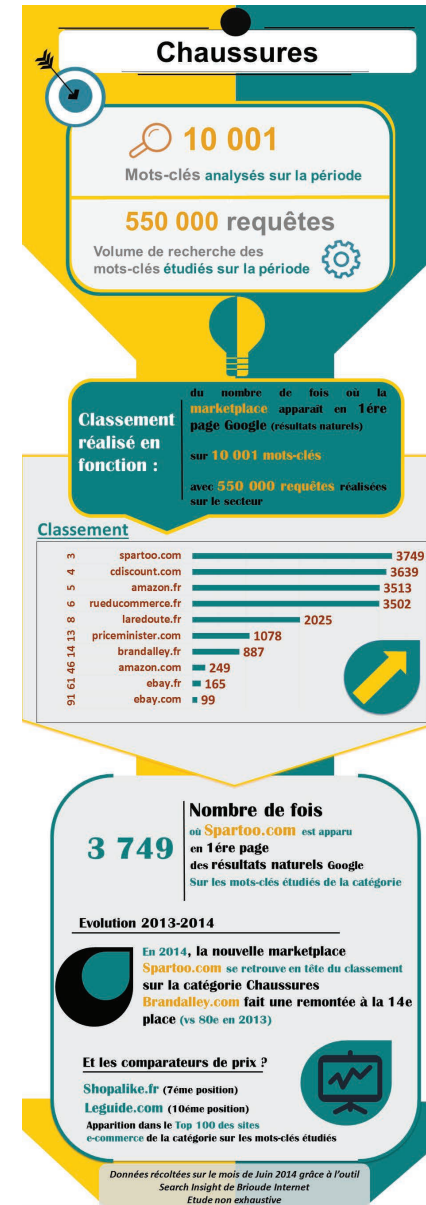 Chaussures
10 001
Mots-clés analysés sur la période
550 000 requêtes
Volume de recherche des
mots-clés étudiés sur la période
Classement
réalisé en
fonction :
du nombre de fois où la
marketplace apparait en 1ére
page Google (résultats naturels)
sur 10 001 mots-clés
avec 550 000 requêtes réalisées
sur le secteur
Classement
3 spartoo.com 3749
4 cdiscount.com 3639
5 amazon.fr 3513
6 rueducommerce.fr 3502
8 laredoute.fr 2025
13 priceminister.com 1078
14 brandalley.fr 887
46 amazon.com 249
61 ebay.fr 165
91 ebay.com 99
3 749
Nombre de fois
où Spartoo.com est apparu
en 1ére page
des résultats naturels Google
Sur les mots-clés étudiés de la catégorie
Evolution 2013-2014
En 2014, la nouvelle marketplace
Spartoo.com se retrouve en tête du classement
sur la catégorie Chaussures
Brandalley.com fait une remontée à la 14e
place (vs 80e en 2013)
Et les comparateurs de prix ?
Shopalike.fr (7éme position)
Leguide.com (10éme position)
Apparition dans le Top 100 des sites
e-commerce de la catégorie sur les mots-clés étudiés
Données récoltées sur le mois de Juin 2014 grâce à l'outil
Search Insight de Brioude Internet
Etude non exhaustive